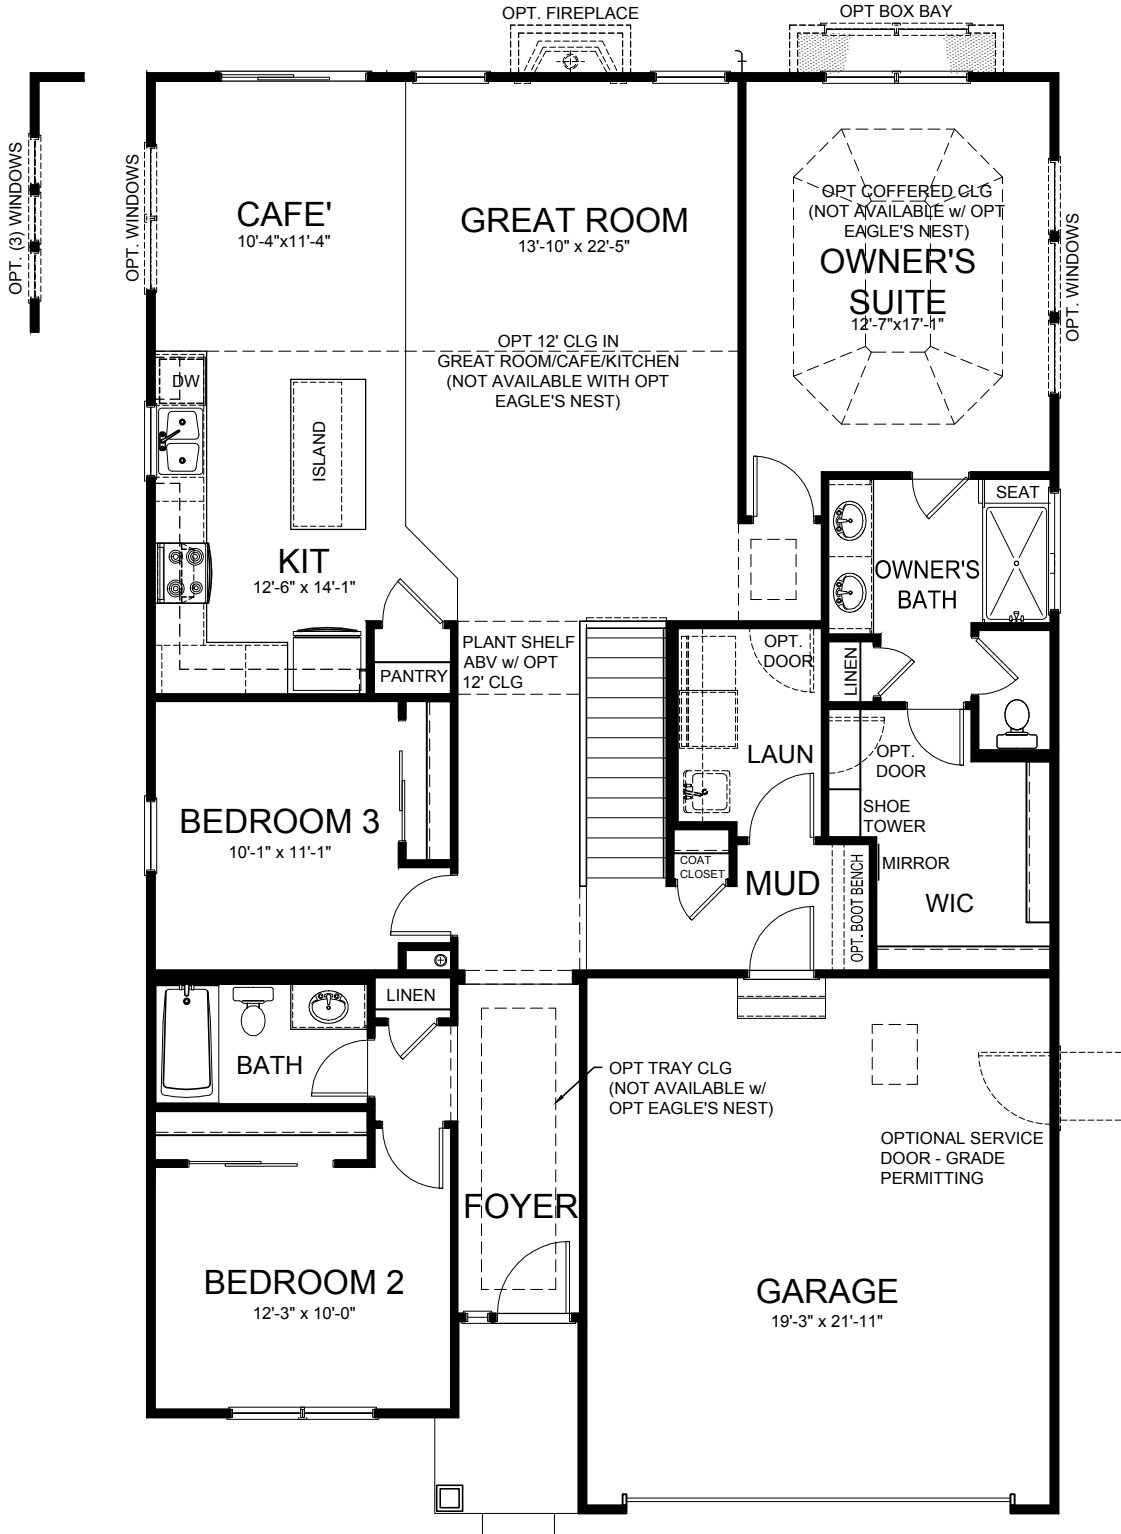 OPT. FIREPLACE
OPT BOX BAY
OPT. (3) WINDOWS
OPT. WINDOWS
CAFE'
10'-4"x11'-4"
GREAT ROOM
13'-10" x 22'-5"
OPT COFFERED CLG
(NOT AVAILABLE w/ OPT
EAGLE'S NEST)
OWNER'S
SUITE
12'-7"x17'-1"
OPT. WINDOWS
OPT 12' CLG IN
GREAT ROOM/CAFE/KITCHEN
(NOT AVAILABLE WITH OPT
EAGLE'S NEST)
DW
ISLAND
KIT
12'-6" x 14'-1"
SEAT
OWNER'S
BATH
PLANT SHELF
ABV w/ OPT
12' CLG
PANTRY
OPT.
DOOR
LINEN
LAUN
OPT.
DOOR
SHOE
TOWER
BEDROOM 3
10'-1" x 11'-1"
COAT
CLOSET
MUD
OPT. BOOT BENCH
MIRROR
WIC
LINEN
BATH
OPT TRAY CLG
(NOT AVAILABLE w/
OPT EAGLE'S NEST)
OPTIONAL SERVICE
DOOR - GRADE
PERMITTING
FOYER
BEDROOM 2
12'-3" x 10'-0"
GARAGE
19'-3" x 21'-11"